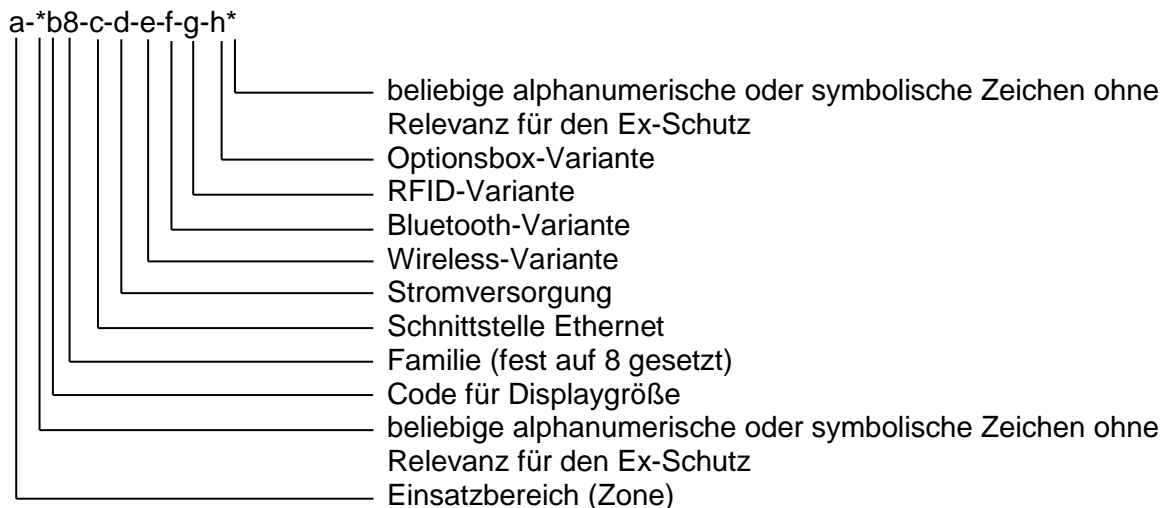 a-*b8-c-d-e-f-g-h*
beliebige alphanumerische oder symbolische Zeichen ohne
Relevanz für den Ex-Schutz
Optionsbox-Variante
RFID-Variante
Bluetooth-Variante
Wireless-Variante
Stromversorgung
Schnittstelle Ethernet
Familie (fest auf 8 gesetzt)
Code für Displaygröße
beliebige alphanumerische oder symbolische Zeichen ohne
Relevanz für den Ex-Schutz
Einsatzbereich (Zone)